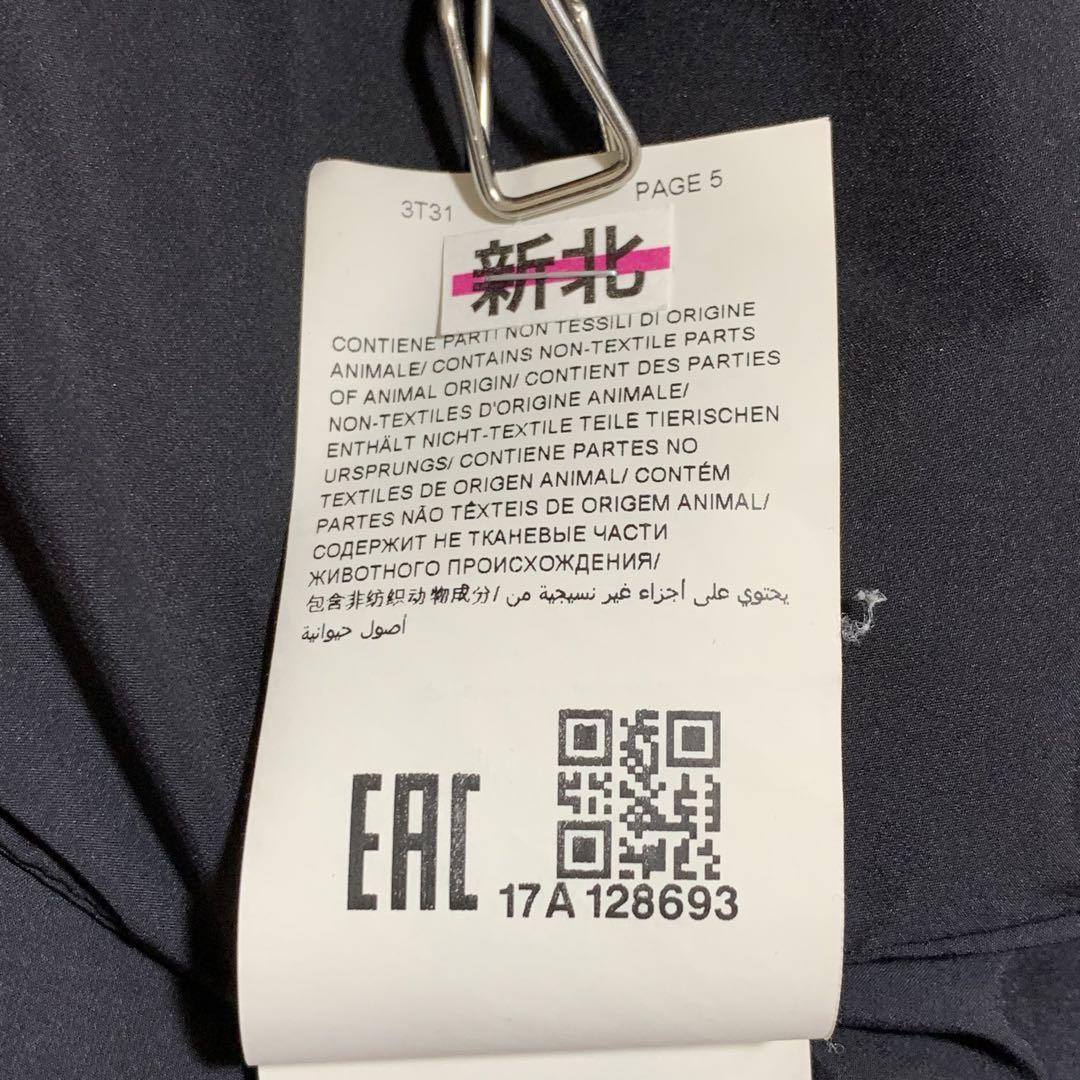 3T31
PAGE 5
新北
CONTIENE PARTI NON TESSILI DI ORIGINE
ANIMALE/ CONTAINS NON-TEXTILE PARTS
OF ANIMAL ORIGIN/ CONTIENT DES PARTIES
NON-TEXTILES D'ORIGINE ANIMALE/
ENTHÄLT NICHT-TEXTILE TEILE TIERISCHEN
URSPRUNGS/ CONTIENE PARTES NO
TEXTILES DE ORIGEN ANIMAL/ CONTÉM
PARTES NÃO TÊXTEIS DE ORIGEM ANIMAL/
СОДЕРЖИТ НЕ ТКАНЕВЫЕ ЧАСТИ
ЖИВОТНОГО ПРОИСХОЖДЕНИЯ/
包含非纺织动物成分/ يحتوي على أجزاء غير نسيجية من
أصول حيوانية
EAC
17A128693